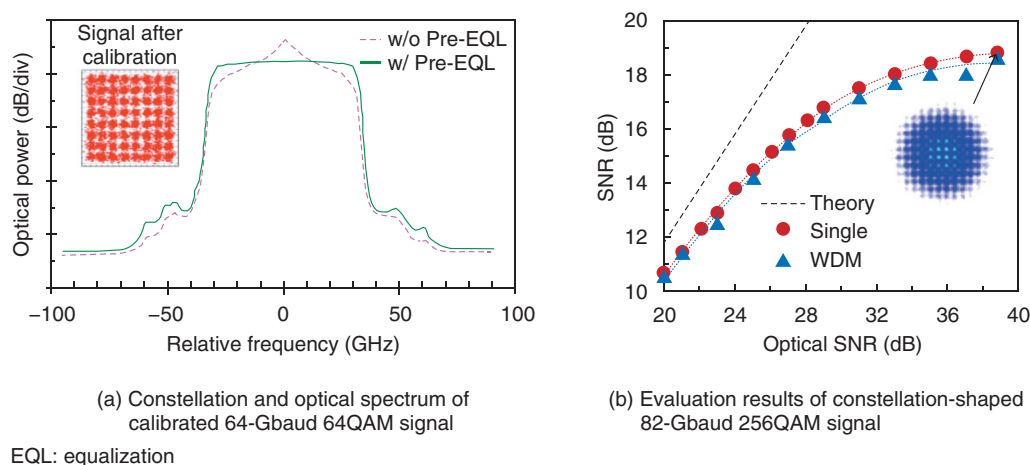 Signal after
calibration
w/o Pre-EQL
w/ Pre-EQL
Optical power (dB/div)
−100
−50
0
50
100
Relative frequency (GHz)
(a) Constellation and optical spectrum of
calibrated 64-Gbaud 64QAM signal
EQL: equalization
20
18
16
14
12
10
SNR (dB)
Theory
Single
WDM
20
24
28
32
36
40
Optical SNR (dB)
(b) Evaluation results of constellation-shaped
82-Gbaud 256QAM signal